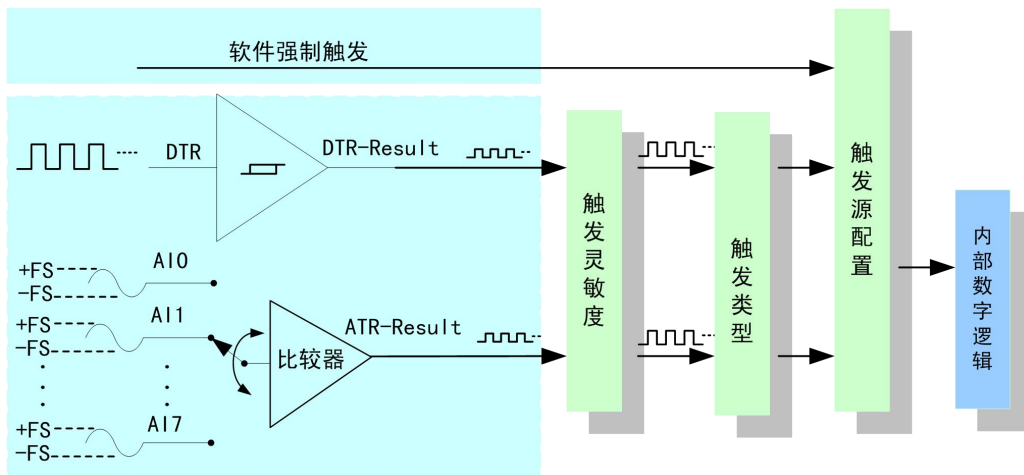 软件强制触发
DTR
DTR-Result
+FS
-FS
AI0
+FS
-FS
AI1
+FS
-FS
AI7
比较器
ATR-Result
触发灵敏度
触发类型
触发源配置
内部数字逻辑